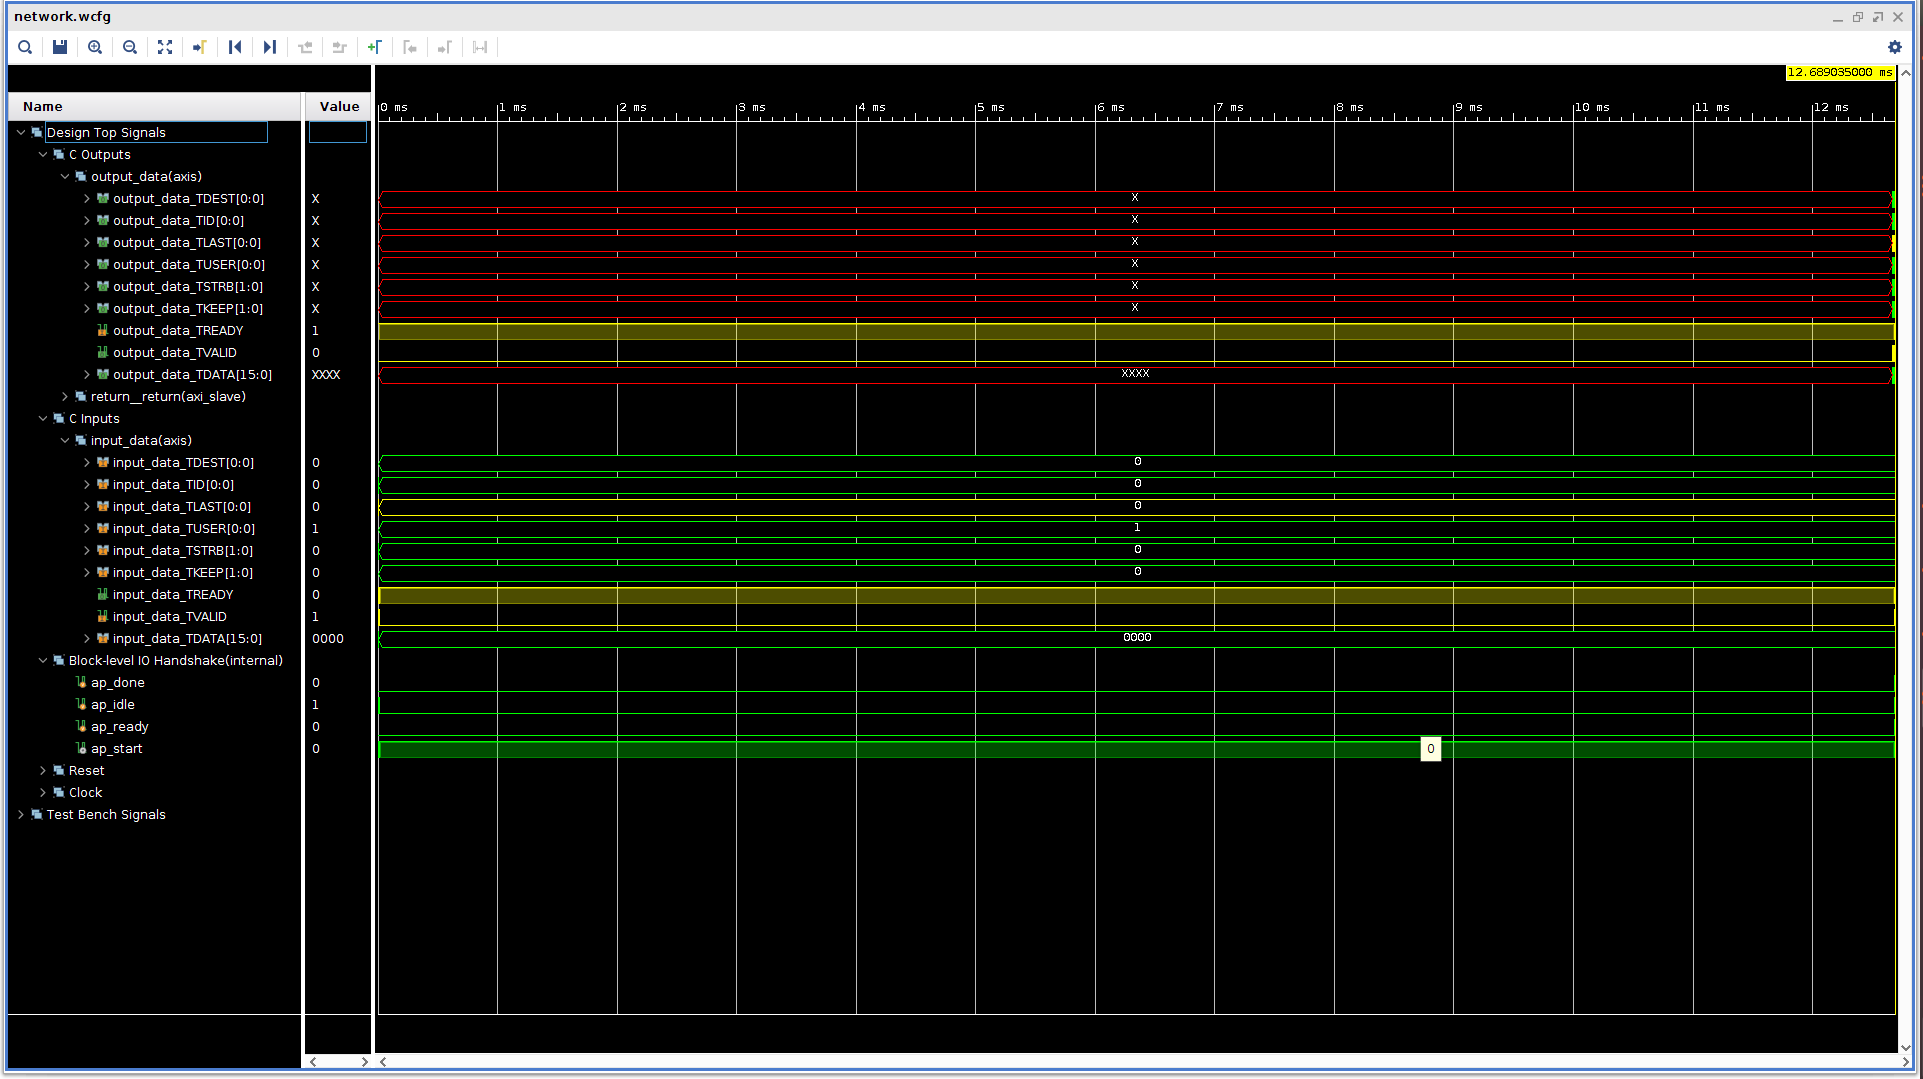 network.wcfg
12.689035000 ms
Name Value 0 ms 1 ms 2 ms 3 ms 4 ms 5 ms 6 ms 7 ms 8 ms 9 ms 10 ms 11 ms 12 ms
Design Top Signals
C Outputs
output_data(axis)
output_data_TDEST[0:0] X X
output_data_TID[0:0] X X
output_data_TLAST[0:0] X X
output_data_TUSER[0:0] X X
output_data_TSTRB[1:0] X X
output_data_TKEEP[1:0] X X
output_data_TREADY 1
output_data_TVALID 0
output_data_TDATA[15:0] XXXX XXXX
return__return(axi_slave)
C Inputs
input_data(axis)
input_data_TDEST[0:0] 0 0
input_data_TID[0:0] 0 0
input_data_TLAST[0:0] 0 0
input_data_TUSER[0:0] 1 1
input_data_TSTRB[1:0] 0 0
input_data_TKEEP[1:0] 0 0
input_data_TREADY 0
input_data_TVALID 1
input_data_TDATA[15:0] 0000 0000
Block-level IO Handshake(internal)
ap_done 0
ap_idle 1
ap_ready 0
ap_start 0 0
Reset
Clock
Test Bench Signals